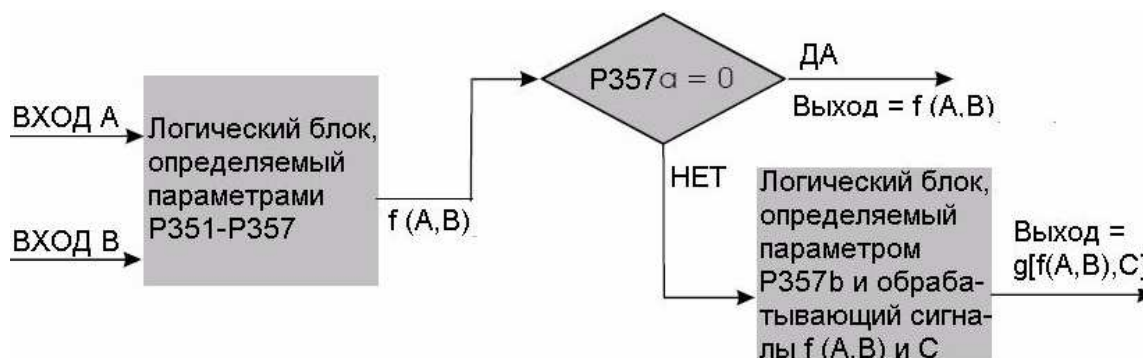 ВХОД А
ВХОД В
Логический блок,
определяемый
параметрами
Р351-Р357
f (А,В)
Р357α = 0
ДА
Выход = f (А,В)
НЕТ
Логический блок,
определяемый
параметром
Р357b и обраба-
тывающий сигна-
лы f (А,В) и С
Выход =
g[f(А,В),С]